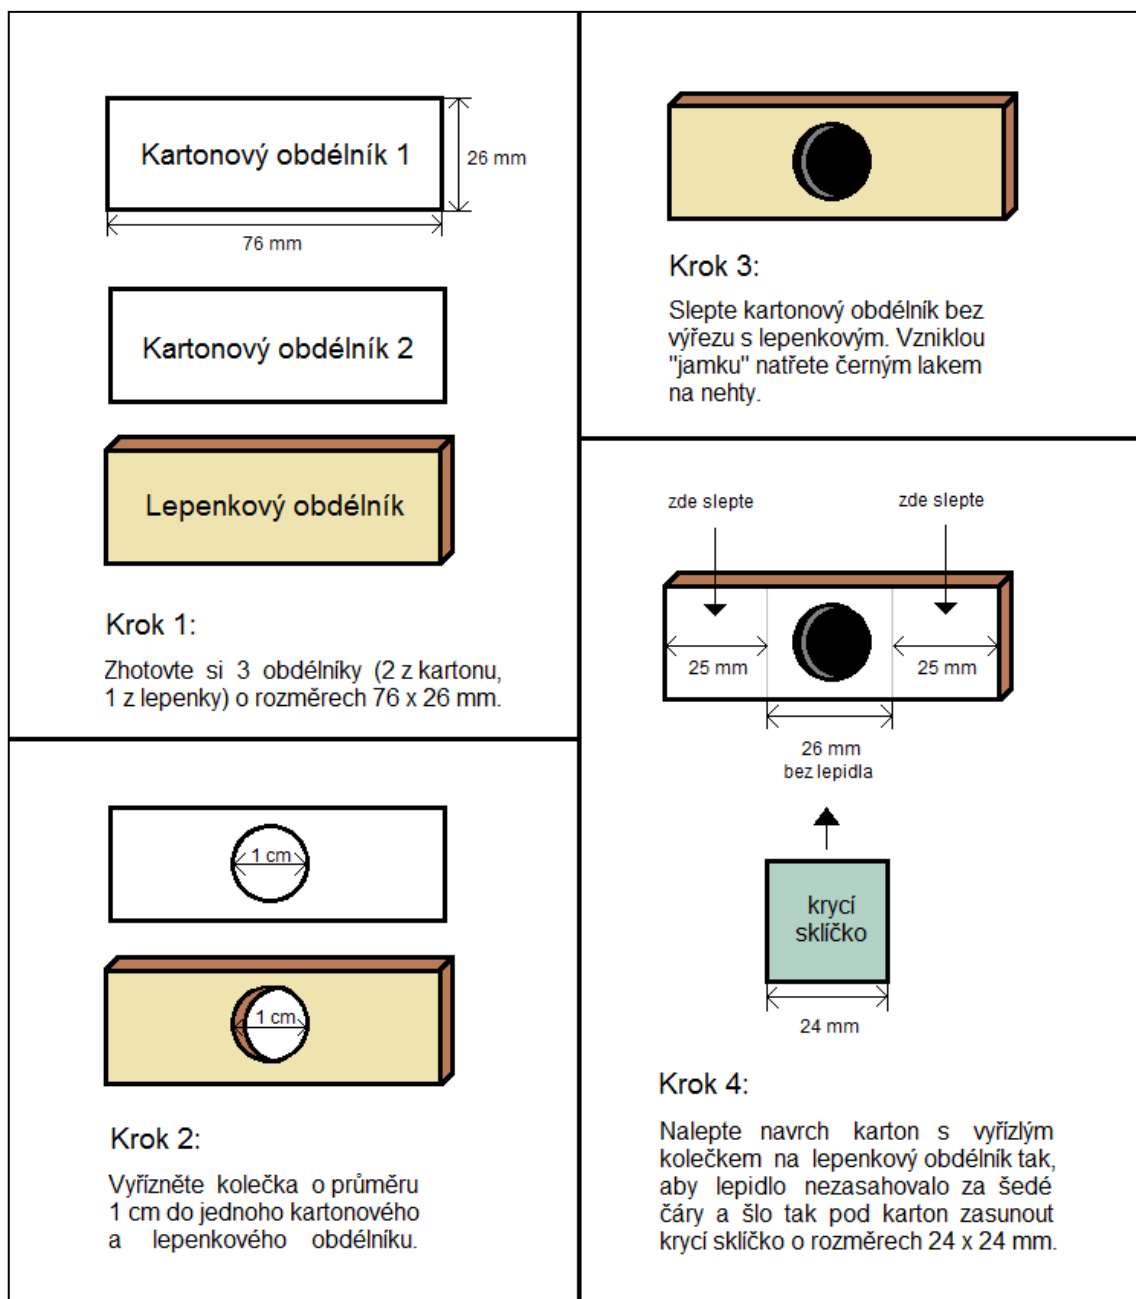 Kartonový obdélník 1
26 mm
76 mm
Kartonový obdélník 2
Lepenkový obdélník
Krok 1:
Zhotovte si 3 obdélníky (2 z kartonu,
1 z lepenky) o rozměrech 76 x 26 mm.
1 cm
1 cm
Krok 2:
Vyřízněte kolečka o průměru
1 cm do jednoho kartonového
a lepenkového obdélníku.
Krok 3:
Slepte kartonový obdélník bez
výřezu s lepenkovým. Vzniklou
"jamku" natřete černým lakem
na nehty.
zde slepte
zde slepte
25 mm
25 mm
26 mm
bez lepidla
krycí
sklíčko
24 mm
Krok 4:
Nalepte navrch karton s vyřízlým
kolečkem na lepenkový obdélník tak,
aby lepidlo nezasahovalo za šedé
čáry a šlo tak pod karton zasunout
krycí sklíčko o rozměrech 24 x 24 mm.